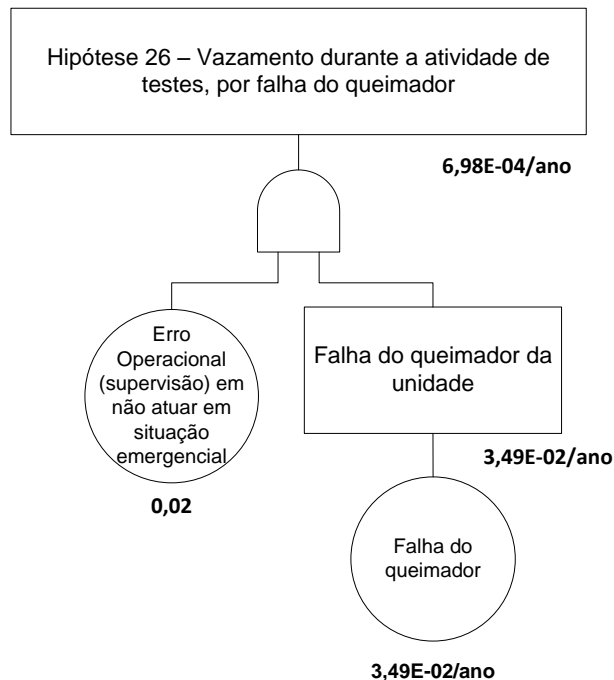 Hipótese 26 – Vazamento durante a atividade de
testes, por falha do queimador
6,98E-04/ano
Erro
Operacional
(supervisão) em
não atuar em
situação
emergencial
0,02
Falha do queimador da
unidade
3,49E-02/ano
Falha do
queimador
3,49E-02/ano